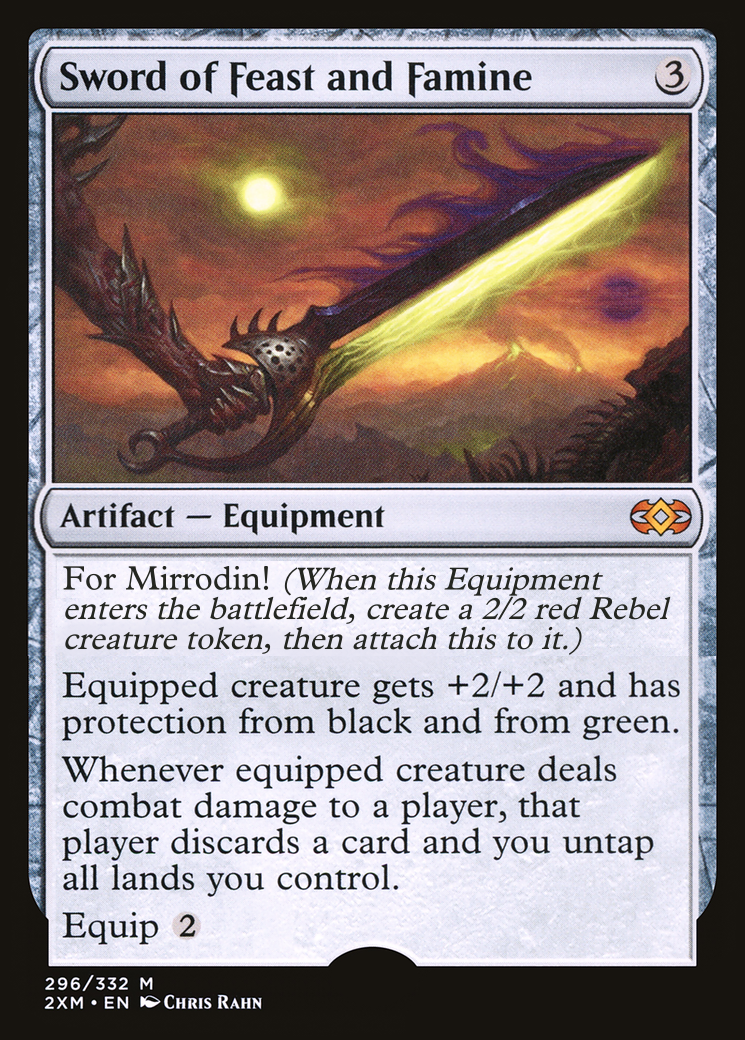 Sword of Feast and Famine 3
Artifact — Equipment
For Mirrodin! (When this Equipment
enters the battlefield, create a 2/2 red Rebel
creature token, then attach this to it.)
Equipped creature gets +2/+2 and has
protection from black and from green.
Whenever equipped creature deals
combat damage to a player, that
player discards a card and you untap
all lands you control.
Equip 2
296/332 M
2XM • EN Chris Rahn